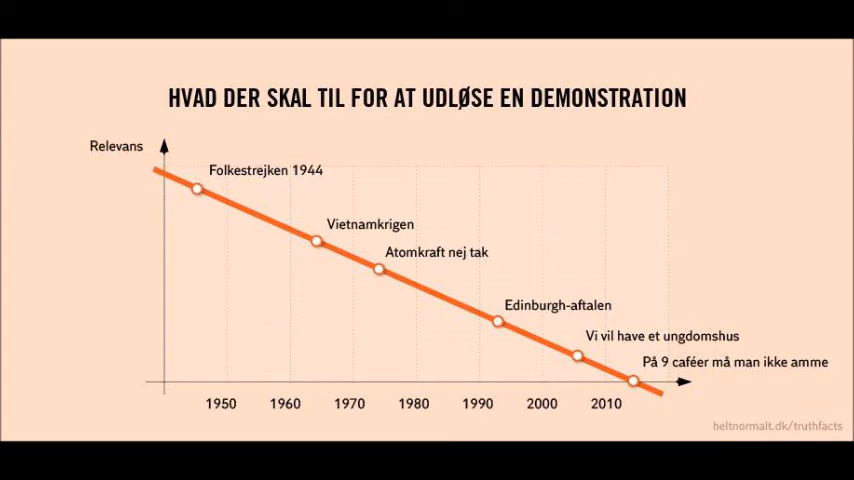 HVAD DER SKAL TIL FOR AT UDLØSE EN DEMONSTRATION
Relevans
Folkestrejken 1944
Vietnamkrigen
Atomkraft nej tak
Edinburgh-aftalen
Vi vil have et ungdomshus
På 9 caféer må man ikke amme
1950 1960 1970 1980 1990 2000 2010
heltnormalt.dk/truthfacts